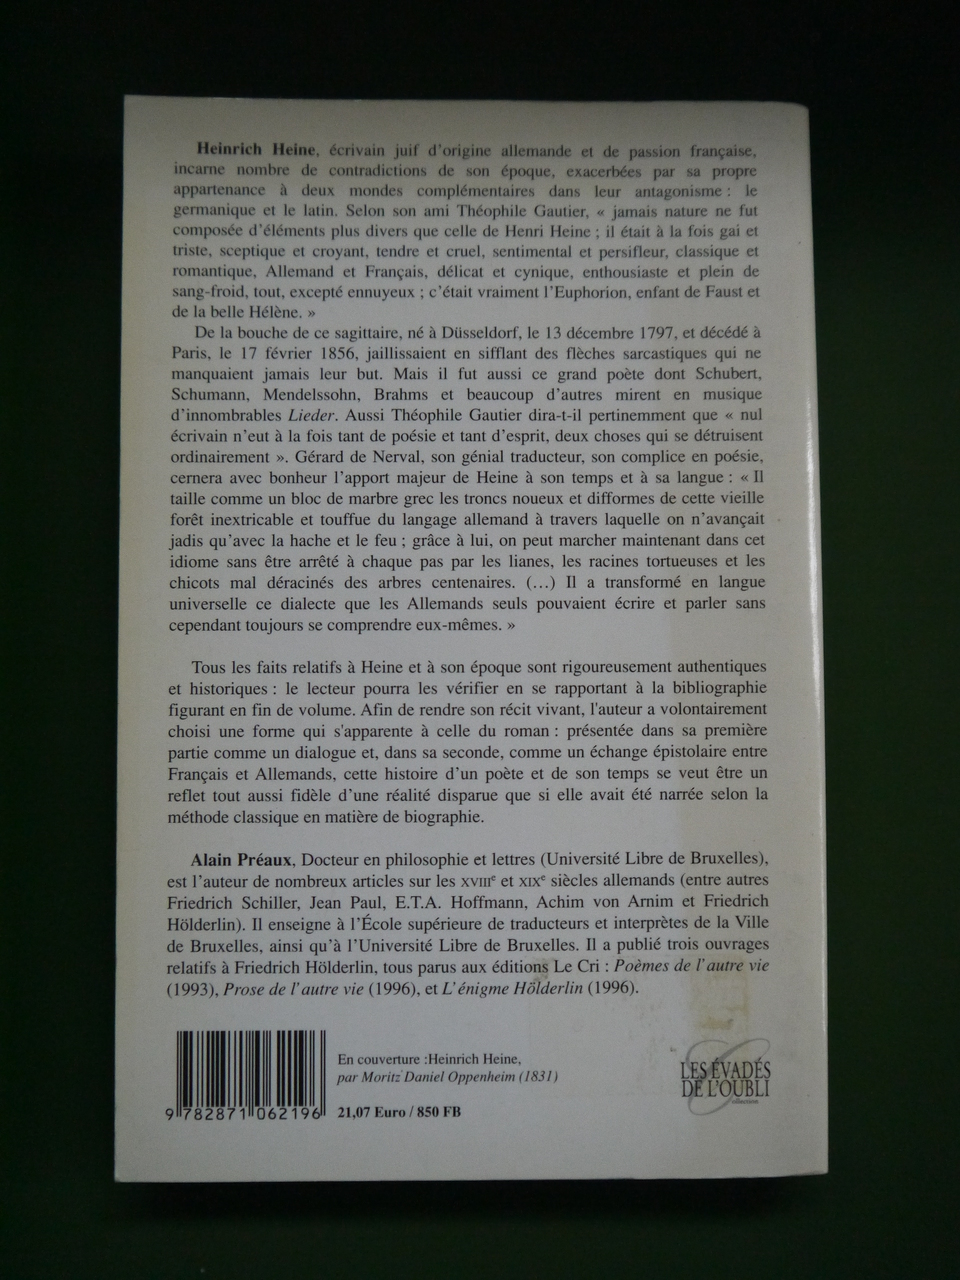 Heinrich Heine, écrivain juif d'origine allemande et de passion française,
incarne nombre de contradictions de son époque, exacerbées par sa propre
appartenance à deux mondes complémentaires dans leur antagonisme : le
germanique et le latin. Selon son ami Théophile Gautier, « jamais nature ne fut
composée d'éléments plus divers que celle de Henri Heine ; il était à la fois gai et
triste, sceptique et croyant, tendre et cruel, sentimental et persifleur, classique et
romantique, Allemand et Français, délicat et cynique, enthousiaste et plein de
sang-froid, tout, excepté ennuyeux ; c'était vraiment l'Euphorion, enfant de Faust et
de la belle Hélène. »
De la bouche de ce sagittaire, né à Düsseldorf, le 13 décembre 1797, et décédé à
Paris, le 17 février 1856, jaillissaient en sifflant des flèches sarcastiques qui ne
manquaient jamais leur but. Mais il fut aussi ce grand poète dont Schubert,
Schumann, Mendelssohn, Brahms et beaucoup d'autres mirent en musique
d'innombrables Lieder. Aussi Théophile Gautier dira-t-il pertinemment que « nul
écrivain n'eut à la fois tant de poésie et tant d'esprit, deux choses qui se détruisent
ordinairement ». Gérard de Nerval, son génial traducteur, son complice en poésie,
cernera avec bonheur l'apport majeur de Heine à son temps et à sa langue : « Il
taille comme un bloc de marbre grec les troncs noueux et difformes de cette vieille
forêt inextricable et touffue du langage allemand à travers laquelle on n'avançait
jadis qu'avec la hache et le feu ; grâce à lui, on peut marcher maintenant dans cet
idiome sans être arrêté à chaque pas par les lianes, les racines tortueuses et les
chicots mal déracinés des arbres centenaires. (…) Il a transformé en langue
universelle ce dialecte que les Allemands seuls pouvaient écrire et parler sans
cependant toujours se comprendre eux-mêmes. »
Tous les faits relatifs à Heine et à son époque sont rigoureusement authentiques
et historiques : le lecteur pourra les vérifier en se rapportant à la bibliographie
figurant en fin de volume. Afin de rendre son récit vivant, l'auteur a volontairement
choisi une forme qui s'apparente à celle du roman : présentée dans sa première
partie comme un dialogue et, dans sa seconde, comme un échange épistolaire entre
Français et Allemands, cette histoire d'un poète et de son temps se veut être un
reflet tout aussi fidèle d'une réalité disparue que si elle avait été narrée selon la
méthode classique en matière de biographie.
Alain Préaux, Docteur en philosophie et lettres (Université Libre de Bruxelles),
est l'auteur de nombreux articles sur les XVIIIe et XIXe siècles allemands (entre autres
Friedrich Schiller, Jean Paul, E.T.A. Hoffmann, Achim von Arnim et Friedrich
Hölderlin). Il enseigne à l'École supérieure de traducteurs et interprètes de la Ville
de Bruxelles, ainsi qu'à l'Université Libre de Bruxelles. Il a publié trois ouvrages
relatifs à Friedrich Hölderlin, tous parus aux éditions Le Cri : Poèmes de l'autre vie
(1993), Prose de l'autre vie (1996), et L'énigme Hölderlin (1996).
En couverture :Heinrich Heine,
par Moritz Daniel Oppenheim (1831)
9 782871 062196
21,07 Euro / 850 FB
LES ÉVADÉS
DE L'OUBLI
Collection